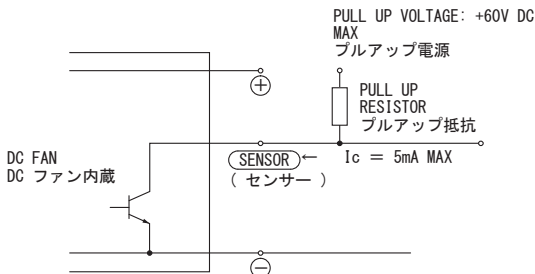 PULL UP VOLTAGE: +60V DC
MAX
プルアップ電源
+
PULL UP
RESISTOR
プルアップ抵抗
SENSOR ← Ic = 5mA MAX
( センサー )
DC FAN
DC ファン内蔵
−